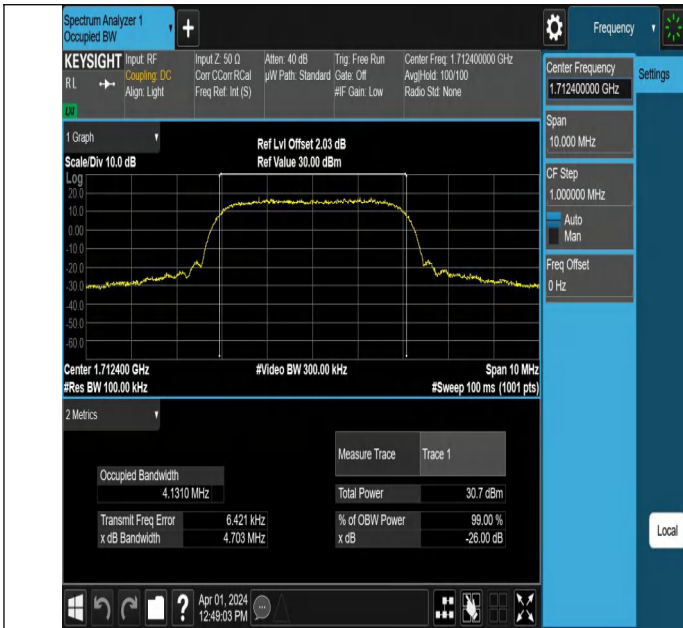 Spectrum Analyzer 1
Occupied BW
+
Frequency
KEYSIGHT
RL
LXI
Input: RF
Coupling: DC
Align: Light
Input Z: 50 Ω
Corr CCorr RCal
Freq Ref: Int (S)
Atten: 40 dB
µW Path: Standard
Trig: Free Run
Gate: Off
#IF Gain: Low
Center Freq: 1.712400000 GHz
Avg|Hold: 100/100
Radio Std: None
Center Frequency
1.712400000 GHz
Settings
Span
10.000 MHz
CF Step
1.000000 MHz
Auto
Man
Freq Offset
0 Hz
Local
1 Graph
Scale/Div 10.0 dB
Ref Lvl Offset 2.03 dB
Ref Value 30.00 dBm
Log
20.0
10.0
0.00
-10.0
-20.0
-30.0
-40.0
-50.0
-60.0
Center 1.712400 GHz
#Res BW 100.00 kHz
#Video BW 300.00 kHz
Span 10 MHz
#Sweep 100 ms (1001 pts)
2 Metrics
Measure Trace Trace 1
Occupied Bandwidth
4.1310 MHz
Total Power 30.7 dBm
Transmit Freq Error 6.421 kHz
% of OBW Power 99.00 %
x dB Bandwidth 4.703 MHz
x dB -26.00 dB
?
Apr 01, 2024
12:49:03 PM